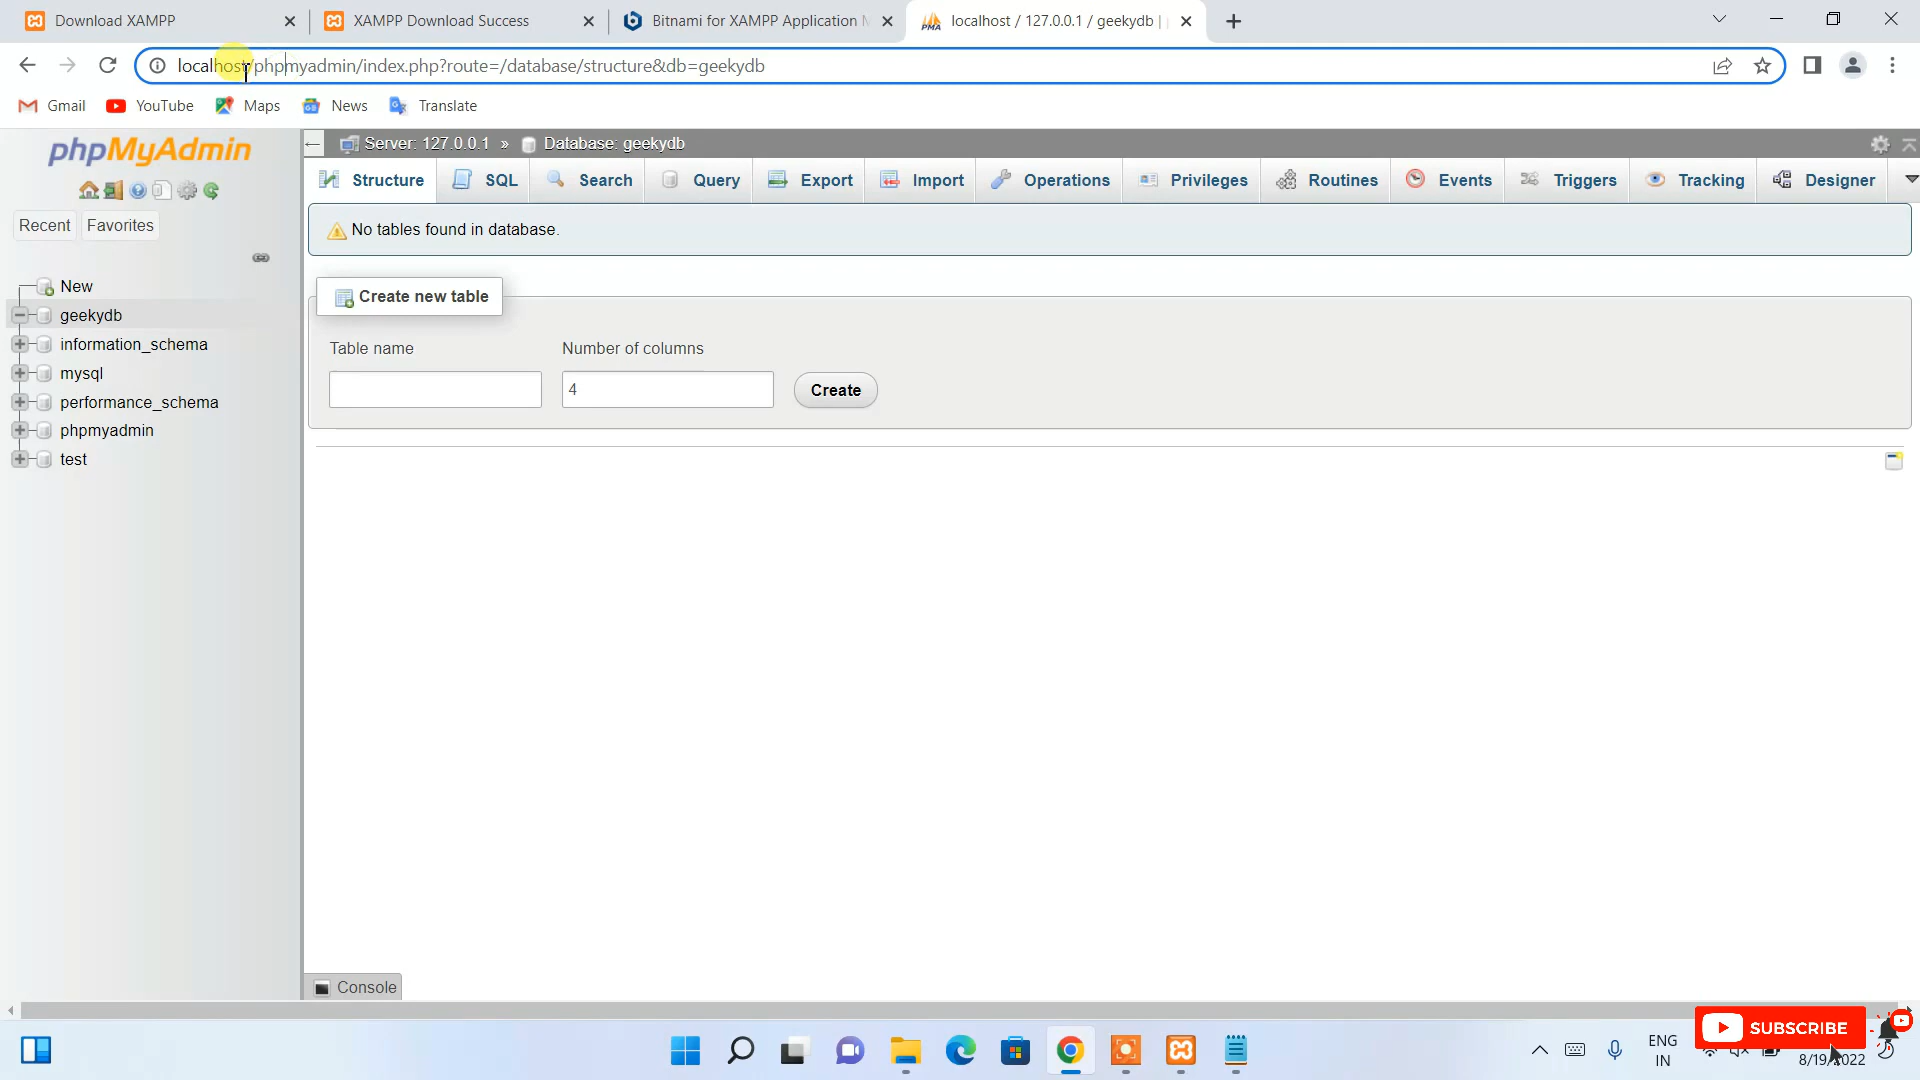 Download XAMPP
XAMPP Download Success
Bitnami for XAMPP Application
localhost / 127.0.0.1 / geekydb |
localhost/phpmyadmin/index.php?route=/database/structure&db=geekydb
Gmail YouTube Maps News Translate
phpMyAdmin
Recent Favorites
New
geekydb
information_schema
mysql
performance_schema
phpmyadmin
test
Server: 127.0.0.1 » Database: geekydb
Structure SQL Search Query Export Import Operations Privileges Routines Events Triggers Tracking Designer
No tables found in database.
Create new table
Table name Number of columns
4 Create
Console
ENG
IN
SUBSCRIBE
8/19/2022